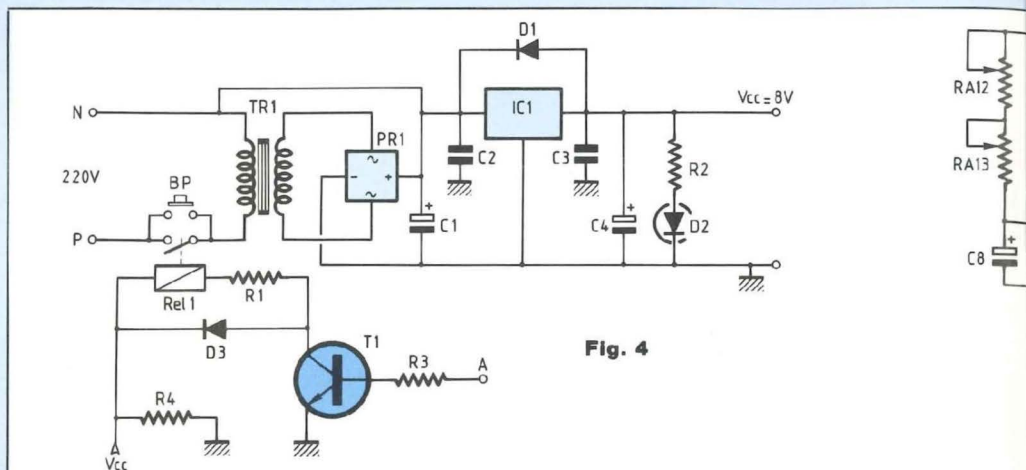 D1
TR1
IC1
Vcc = 8V
N
PR1
~
-
+
~
C2
C3
R2
RA12
RA13
220V
BP
+
C1
+
C4
D2
P
+
C8
Rel 1
R1
D3
T1
R3
A
Fig. 4
R4
Vcc